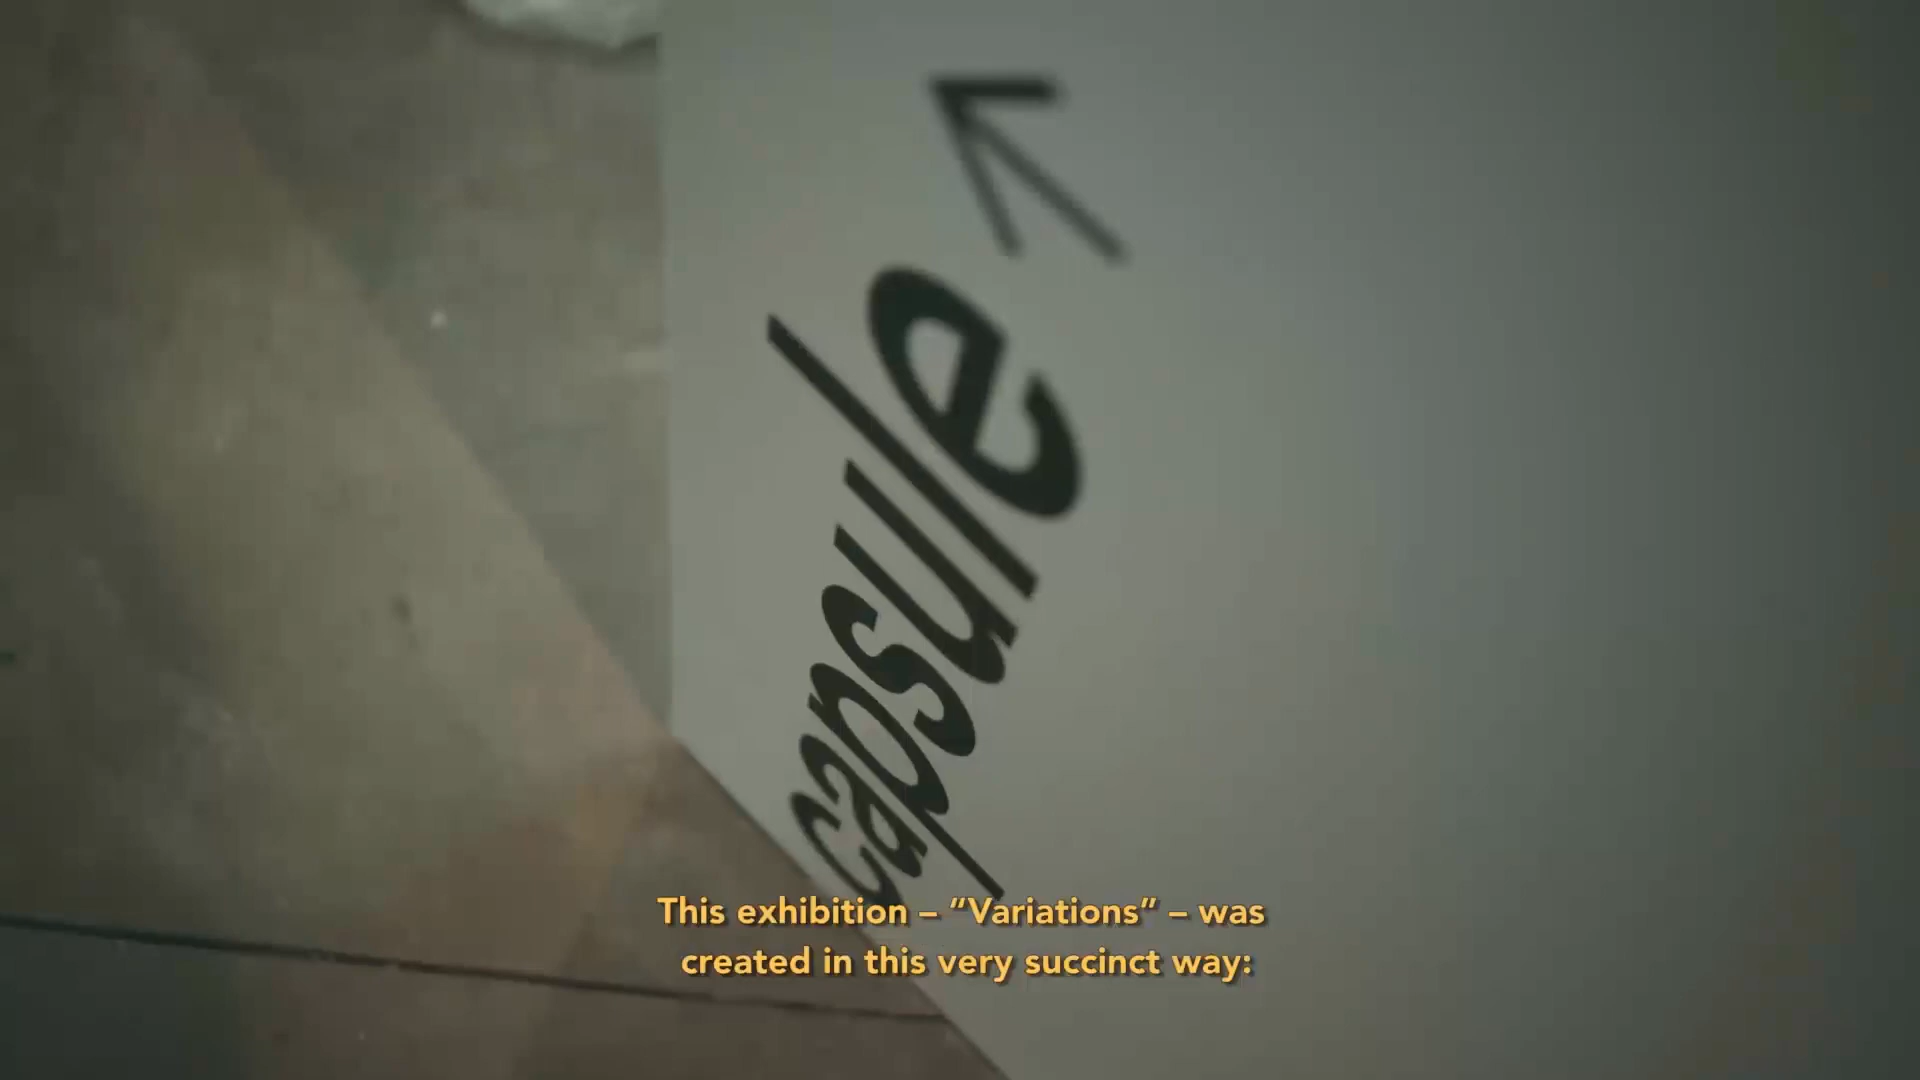 capsule
This exhibition – “Variations” – was
created in this very succinct way: